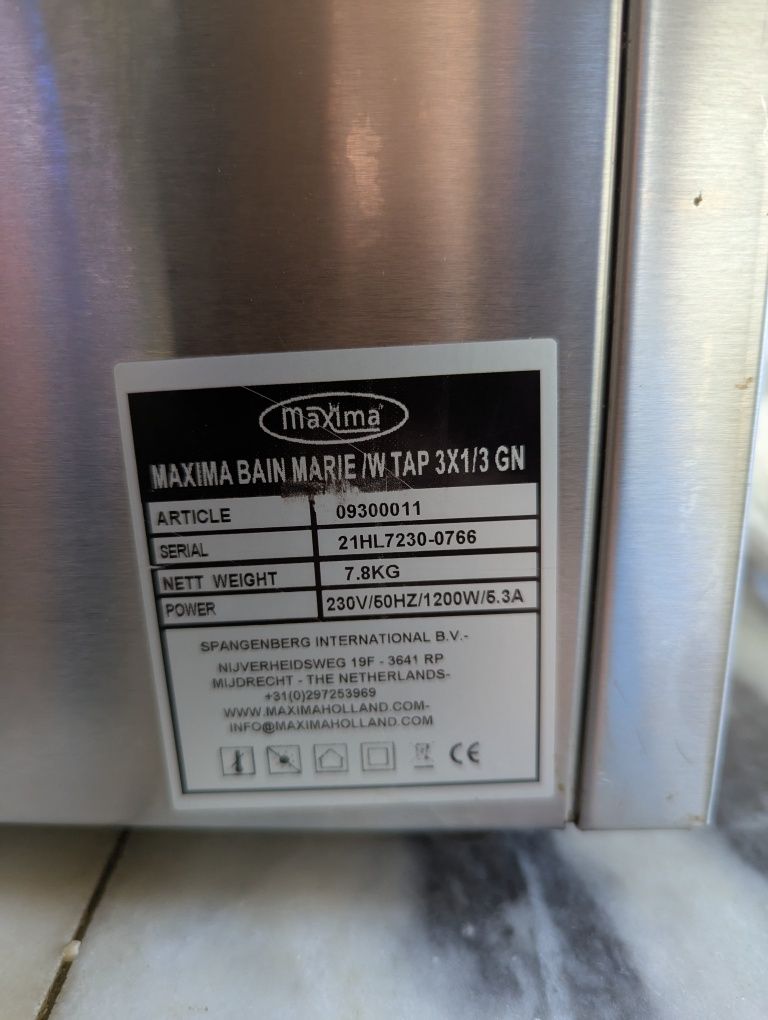 maxima
MAXIMA BAIN MARIE /W TAP 3X1/3 GN
ARTICLE 09300011
SERIAL 21HL7230-0766
NETT WEIGHT 7.8KG
POWER 230V/50HZ/1200W/5.3A
SPANGENBERG INTERNATIONAL B.V.-
NIJVERHEIDSWEG 19F - 3641 RP
MIJDRECHT - THE NETHERLANDS-
+31(0)297253969
WWW.MAXIMAHOLLAND.COM-
INFO@MAXIMAHOLLAND.COM
CE